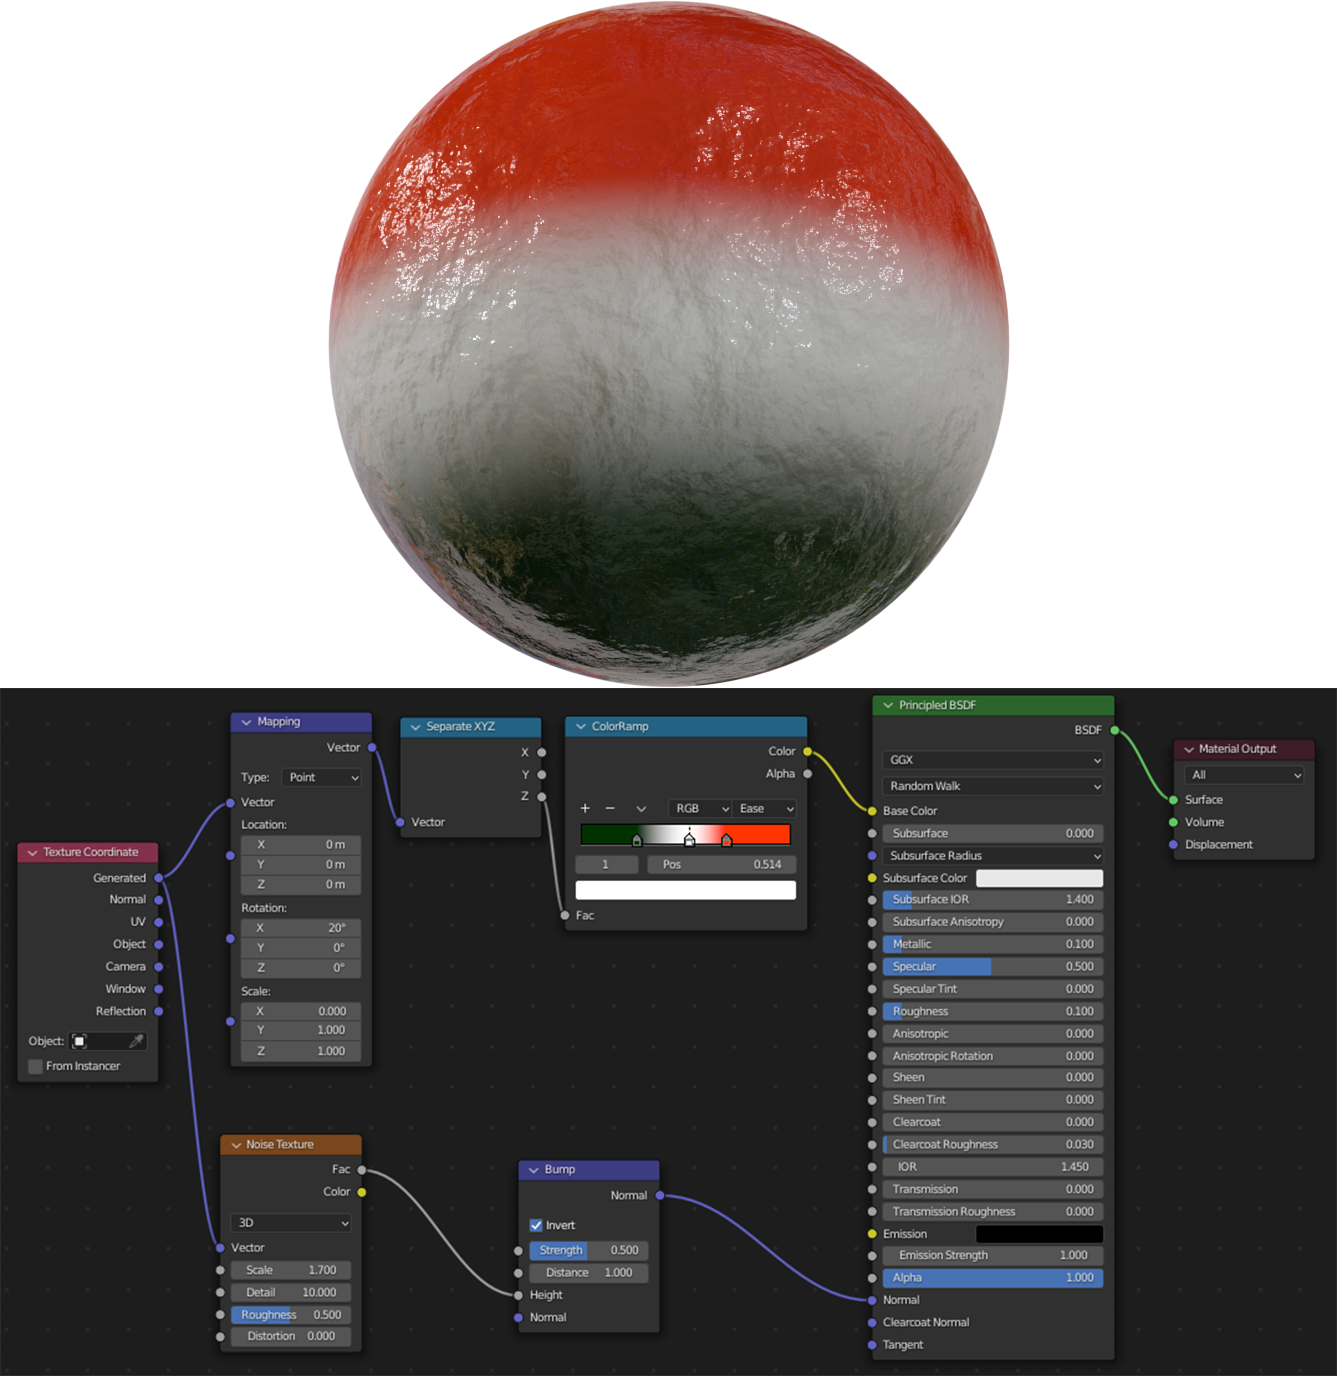 Texture Coordinate
Generated
Normal
UV
Object
Camera
Window
Reflection
Object:
From Instancer
Mapping
Vector
Type: Point
Vector
Location:
X 0 m
Y 0 m
Z 0 m
Rotation:
X 20°
Y 0°
Z 0°
Scale:
X 0.000
Y 1.000
Z 1.000
Separate XYZ
X
Y
Z
Vector
ColorRamp
Color
Alpha
+ − RGB Ease
1 Pos 0.514
Fac
Noise Texture
Fac
Color
3D
Vector
Scale 1.700
Detail 10.000
Roughness 0.500
Distortion 0.000
Bump
Normal
Invert
Strength 0.500
Distance 1.000
Height
Normal
Principled BSDF
BSDF
GGX
Random Walk
Base Color
Subsurface 0.000
Subsurface Radius
Subsurface Color
Subsurface IOR 1.400
Subsurface Anisotropy 0.000
Metallic 0.100
Specular 0.500
Specular Tint 0.000
Roughness 0.100
Anisotropic 0.000
Anisotropic Rotation 0.000
Sheen 0.000
Sheen Tint 0.000
Clearcoat 0.000
Clearcoat Roughness 0.030
IOR 1.450
Transmission 0.000
Transmission Roughness 0.000
Emission
Emission Strength 1.000
Alpha 1.000
Normal
Clearcoat Normal
Tangent
Material Output
All
Surface
Volume
Displacement